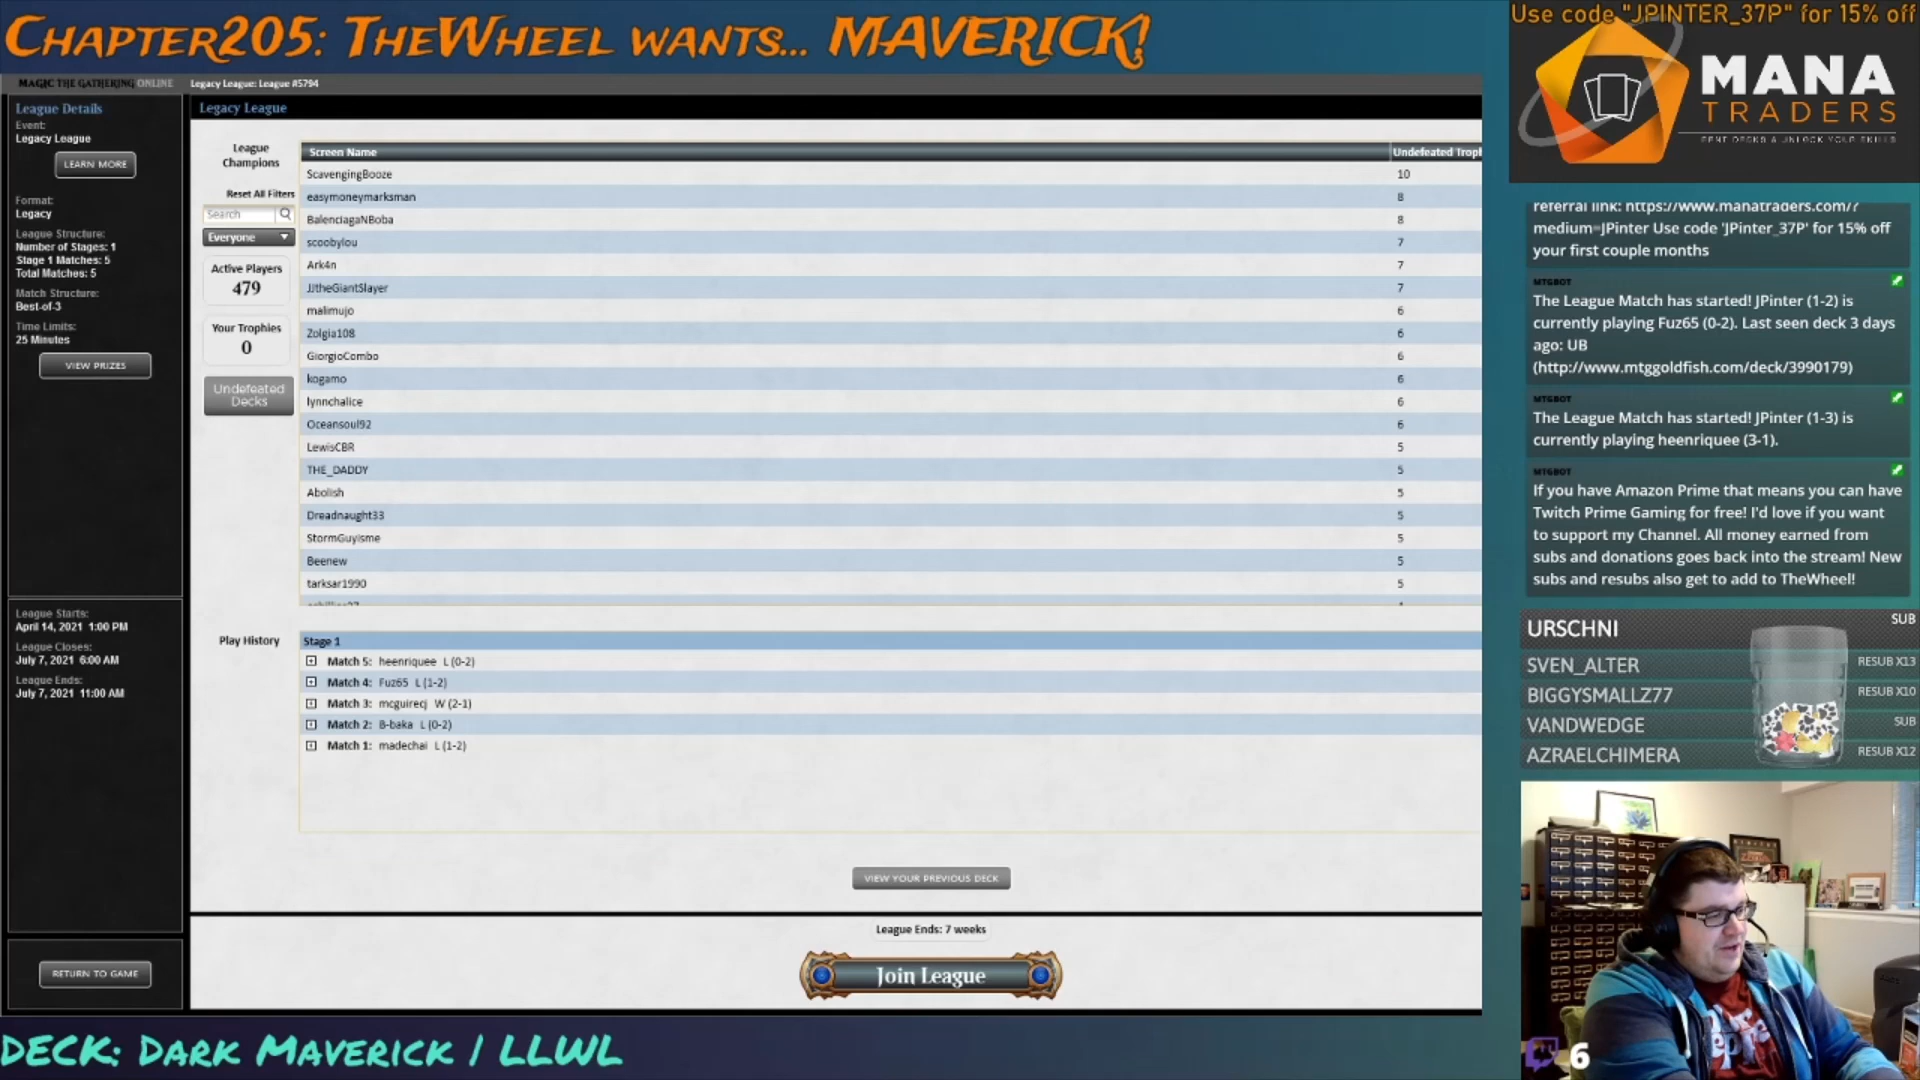 Chapter205: TheWheel wants... MAVERICK!
Use code "JPINTER_37P" for 15% off
MANA
TRADERS
RENT DECKS & UNLOCK YOUR SKILLS
MAGIC THE GATHERING ONLINE
Legacy League: League #5794
League Details
Event:
Legacy League
LEARN MORE
Format:
Legacy
League Structure:
Number of Stages: 1
Stage 1 Matches: 5
Total Matches: 5
Match Structure:
Best-of-3
Time Limits:
25 Minutes
VIEW PRIZES
League Starts:
April 14, 2021 1:00 PM
League Closes:
July 7, 2021 6:00 AM
League Ends:
July 7, 2021 11:00 AM
RETURN TO GAME
Legacy League
League
Champions
Reset All Filters
Search
Everyone
Active Players
479
Your Trophies
0
Undefeated
Decks
Screen Name Undefeated Troph
ScavengingBooze 10
easymoneymarksman 8
BalenciagaNBoba 8
scoobylou 7
Ark4n 7
JJtheGiantSlayer 7
malimujo 6
Zolgia108 6
GiorgioCombo 6
kogamo 6
lynnchalice 6
Oceansoul92 6
LewisCBR 5
THE_DADDY 5
Abolish 5
Dreadnaught33 5
StormGuyisme 5
Beenew 5
tarksar1990 5
Play History
Stage 1
Match 5: heenriquee L (0-2)
Match 4: Fuz65 L (1-2)
Match 3: mcguirecj W (2-1)
Match 2: B-baka L (0-2)
Match 1: madechai L (1-2)
VIEW YOUR PREVIOUS DECK
League Ends: 7 weeks
Join League
referral link: https://www.manatraders.com/?
medium=JPinter Use code 'JPinter_37P' for 15% off
your first couple months
MTGBOT
The League Match has started! JPinter (1-2) is
currently playing Fuz65 (0-2). Last seen deck 3 days
ago: UB
(http://www.mtggoldfish.com/deck/3990179)
MTGBOT
The League Match has started! JPinter (1-3) is
currently playing heenriquee (3-1).
MTGBOT
If you have Amazon Prime that means you can have
Twitch Prime Gaming for free! I'd love if you want
to support my Channel. All money earned from
subs and donations goes back into the stream! New
subs and resubs also get to add to TheWheel!
URSCHNI SUB
SVEN_ALTER RESUB X13
BIGGYSMALLZ77 RESUB X10
VANDWEDGE SUB
AZRAELCHIMERA RESUB X12
6
DECK: Dark Maverick | LLWL